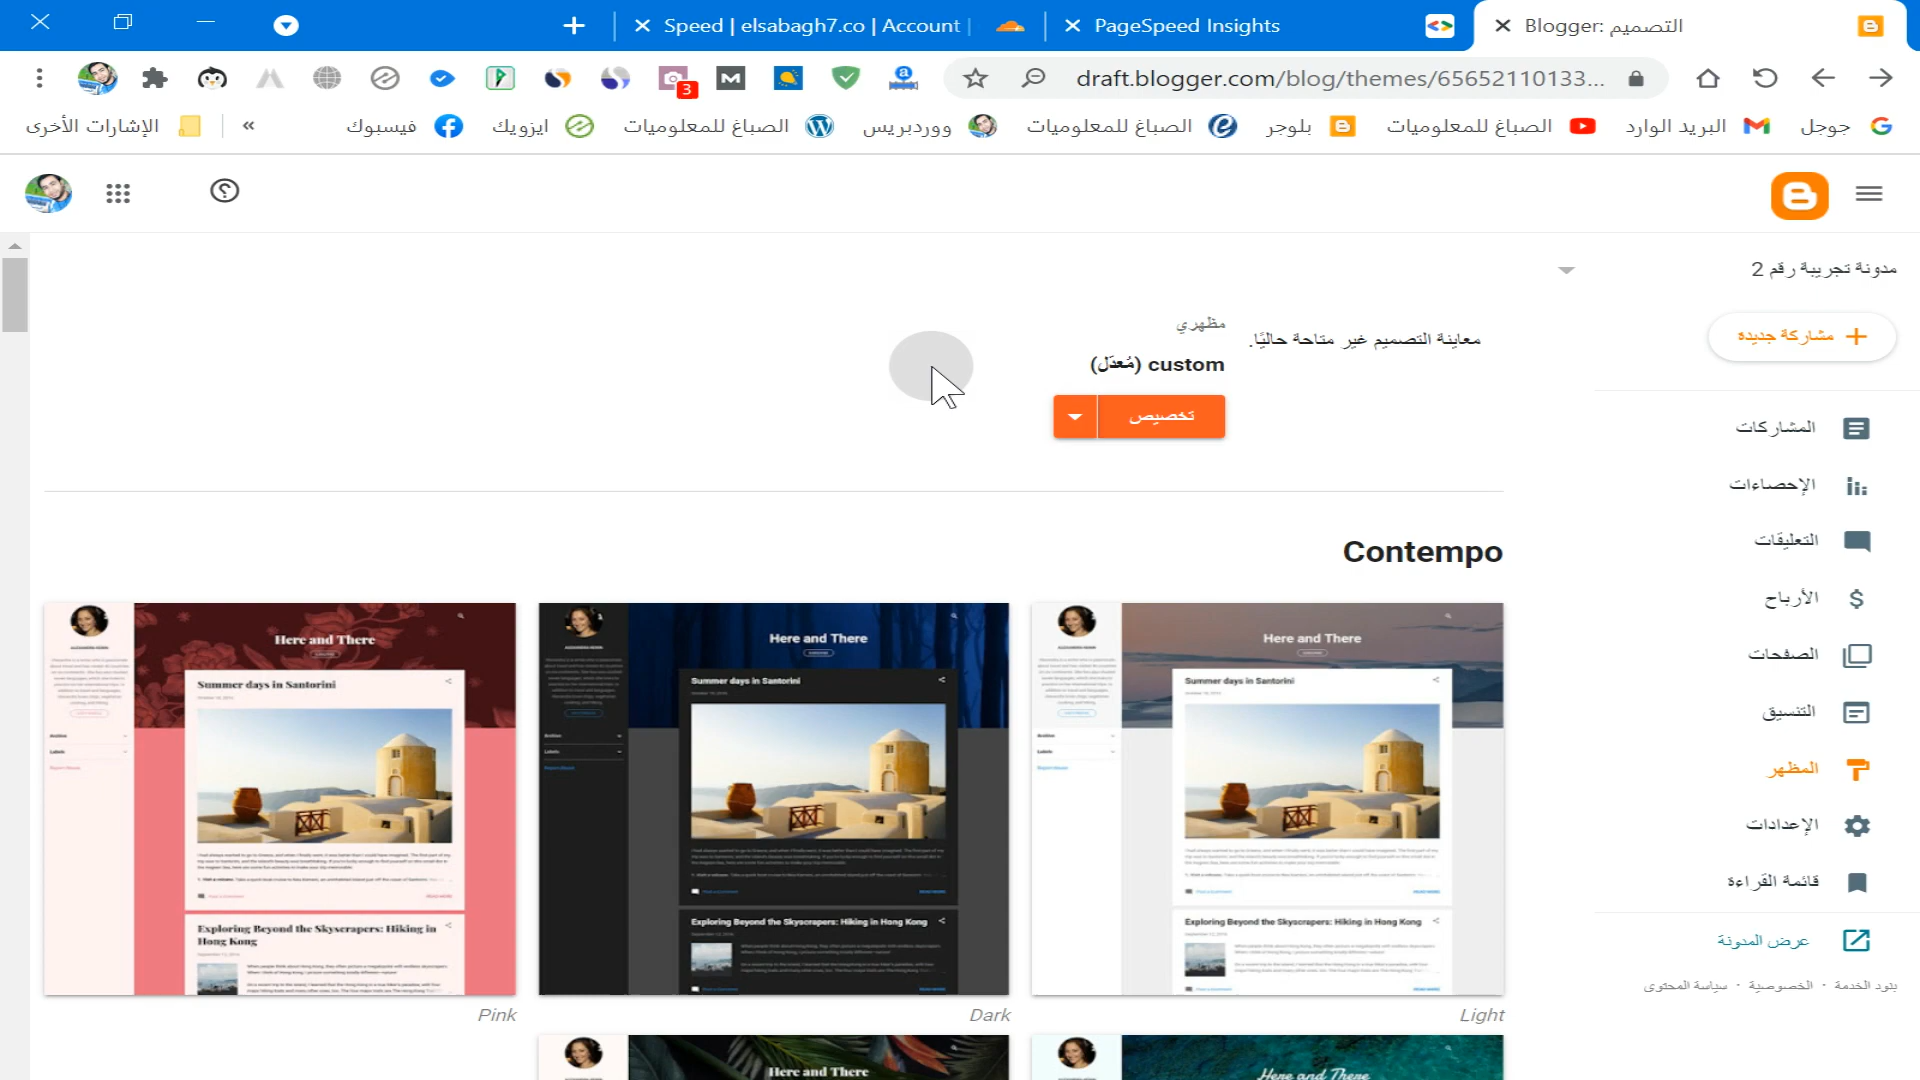 Blogger: التصميم
PageSpeed Insights
Speed | elsabagh7.co | Account |
draft.blogger.com/blog/themes/65652110133...
3
جوجل
البريد الوارد
الصباغ للمعلوميات
بلوجر
الصباغ للمعلوميات
ووردبريس
الصباغ للمعلوميات
ايزويك
فيسبوك
«
الإشارات الأخرى
مدونة تجريبة رقم 2
مشاركة جديدة
المشاركات
الإحصاءات
التعليقات
الأرباح
الصفحات
التنسيق
المظهر
الإعدادات
قائمة القراءة
عرض المدونة
بنود الخدمة · الخصوصية · سياسة المحتوى
معاينة التصميم غير متاحة حاليًا.
مظهري
custom (مُعدَل)
تخصيص
Contempo
Here and There
Summer days in Santorini
Exploring Beyond the Skyscrapers: Hiking in Hong Kong
Light
Here and There
Summer days in Santorini
Exploring Beyond the Skyscrapers: Hiking in Hong Kong
Dark
Here and There
Summer days in Santorini
Exploring Beyond the Skyscrapers: Hiking in
Hong Kong
Pink
Here and There
Here and There